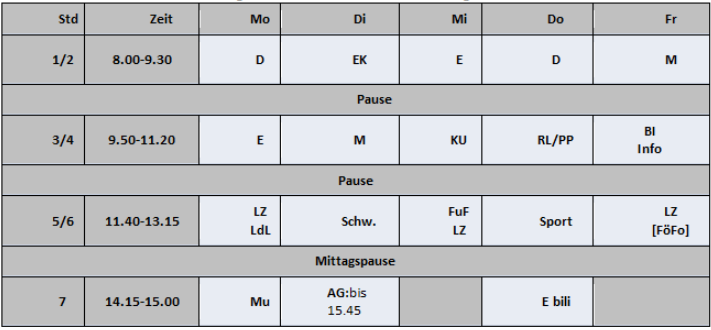 Std Zeit Mo Di Mi Do Fr
1/2 8.00-9.30 D EK E D M
Pause
3/4 9.50-11.20 E M KU RL/PP BI
Info
Pause
5/6 11.40-13.15 LZ Schw. FuF Sport LZ
LdL LZ [FöFo]
Mittagspause
7 14.15-15.00 Mu AG:bis E bili
15.45